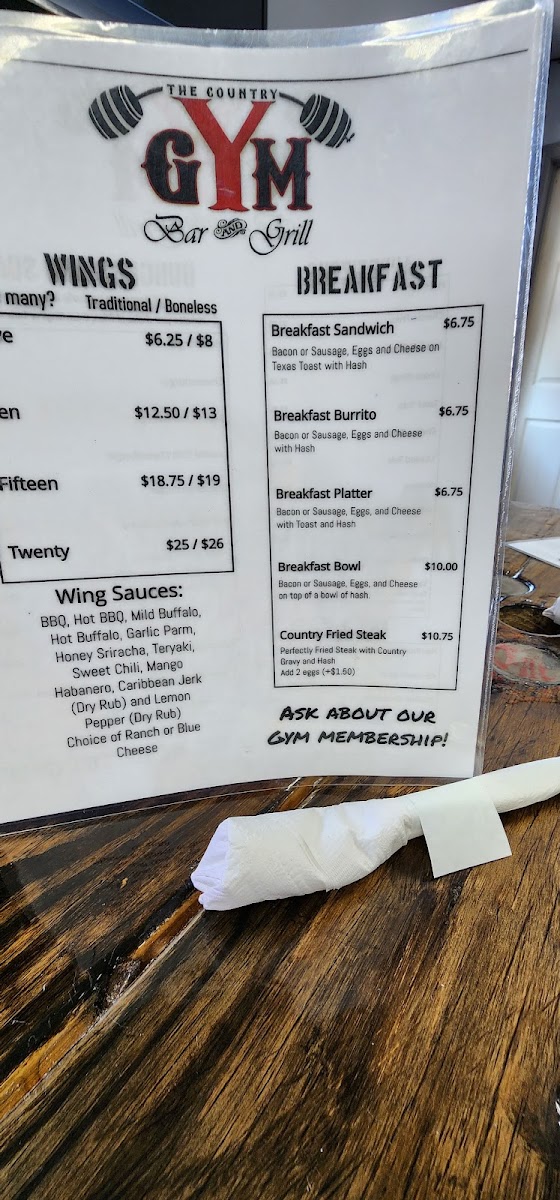 THE COUNTRY
GYM
Bar AND Grill
WINGS
many?
Traditional / Boneless
$6.25 / $8
$12.50 / $13
Fifteen $18.75 / $19
Twenty $25 / $26
Wing Sauces:
BBQ, Hot BBQ, Mild Buffalo,
Hot Buffalo, Garlic Parm,
Honey Sriracha, Teryaki,
Sweet Chili, Mango
Habanero, Caribbean Jerk
(Dry Rub) and Lemon
Pepper (Dry Rub)
Choice of Ranch or Blue
Cheese
BREAKFAST
Breakfast Sandwich $6.75
Bacon or Sausage, Eggs and Cheese on
Texas Toast with Hash
Breakfast Burrito $6.75
Bacon or Sausage, Eggs and Cheese
with Hash
Breakfast Platter $6.75
Bacon or Sausage, Eggs, and Cheese
with Toast and Hash
Breakfast Bowl $10.00
Bacon or Sausage, Eggs, and Cheese
on top of a bowl of hash.
Country Fried Steak $10.75
Perfectly Fried Steak with Country
Gravy and Hash
Add 2 eggs (+$1.50)
ASK ABOUT OUR
GYM MEMBERSHIP!